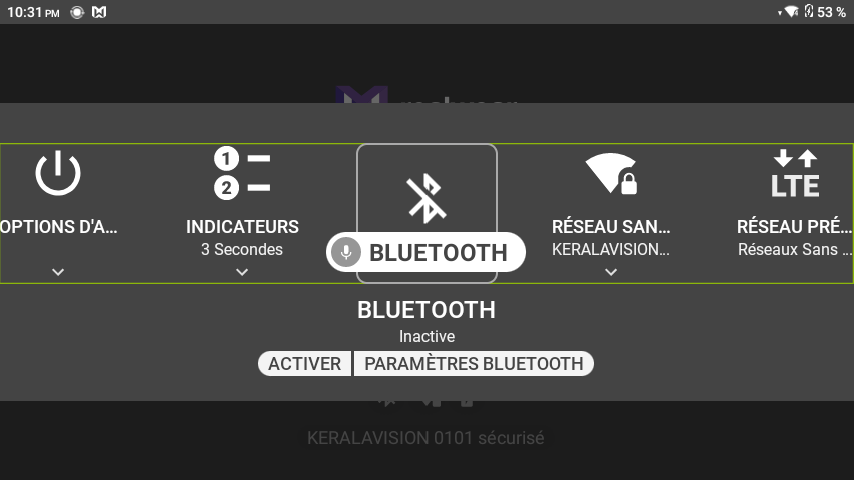 10:31 PM
53 %
OPTIONS D'A...
1
2
INDICATEURS
3 Secondes
BLUETOOTH
RÉSEAU SAN...
KERALAVISION...
LTE
RÉSEAU PRÉ...
Réseaux Sans ...
BLUETOOTH
Inactive
ACTIVER
PARAMÈTRES BLUETOOTH
KERALAVISION 0101 sécurisé